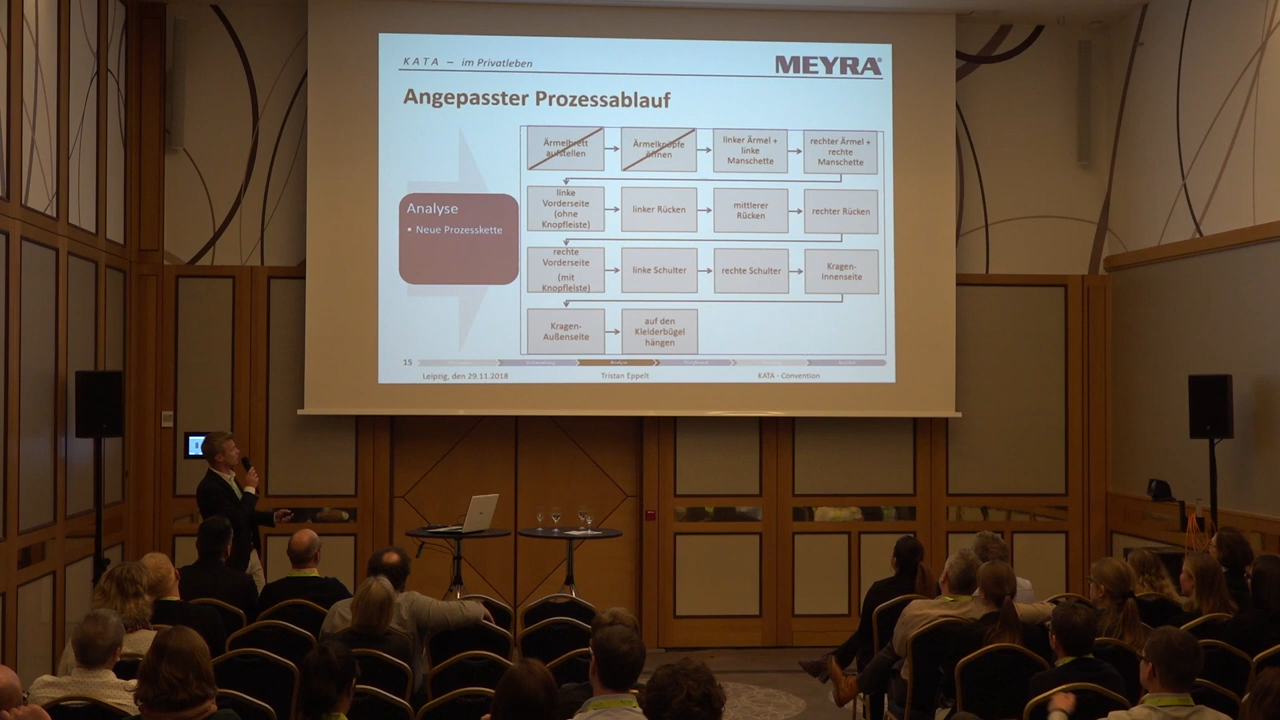 KATA – im Privatleben
MEYRA®
Angepasster Prozessablauf
Ärmelbrett
aufstellen
Ärmelknöpfe
öffnen
linker Ärmel +
linke
Manschette
rechter Ärmel +
rechte
Manschette
Analyse
• Neue Prozesskette
linke
Vorderseite
(ohne
Knopfleiste)
linker Rücken
mittlerer
Rücken
rechter Rücken
rechte
Vorderseite
(mit
Knopfleiste)
linke Schulter
rechte Schulter
Kragen-
innenseite
Kragen-
Außenseite
auf den
Kleiderbügel
hängen
15
Analyse
Leipzig, den 29.11.2018
Tristan Eppelt
KATA - Convention